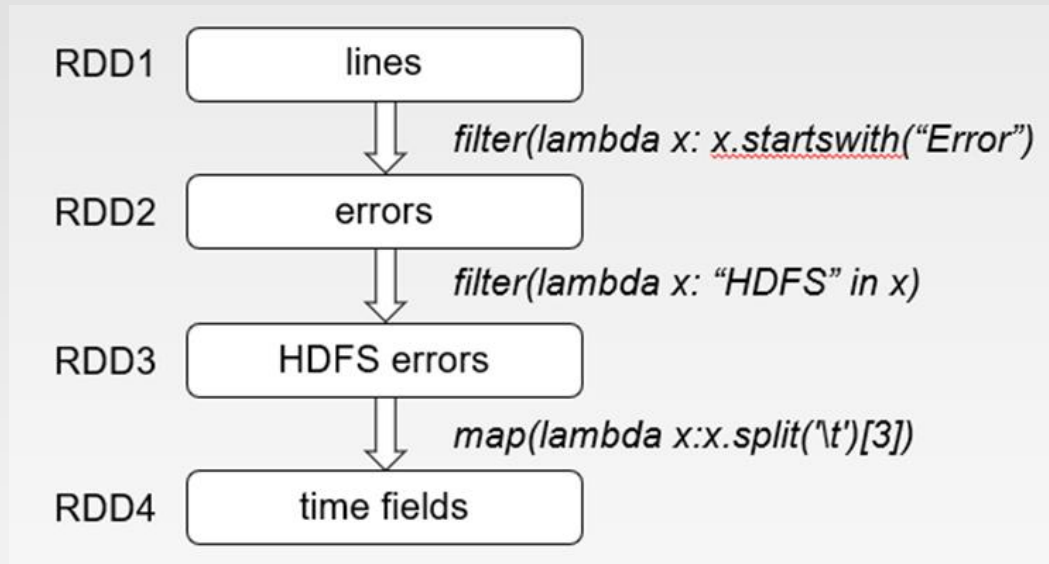 RDD1 lines
filter(lambda x: x.startswith(“Error”)
RDD2 errors
filter(lambda x: “HDFS” in x)
RDD3 HDFS errors
map(lambda x:x.split('\t')[3])
RDD4 time fields